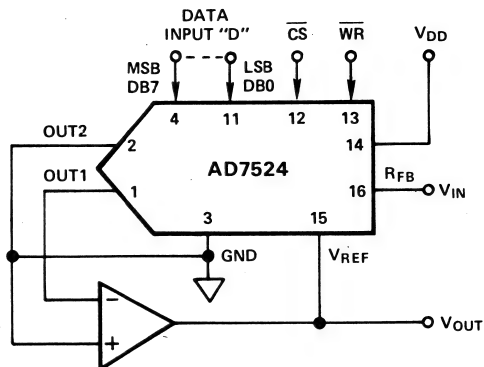 DATA
INPUT "D"
CS
WR
VDD
MSB
DB7
LSB
DB0
4
11
12
13
OUT2
2
14
OUT1
1
AD7524
16
RFB
VIN
3
15
GND
VREF
−
+
VOUT